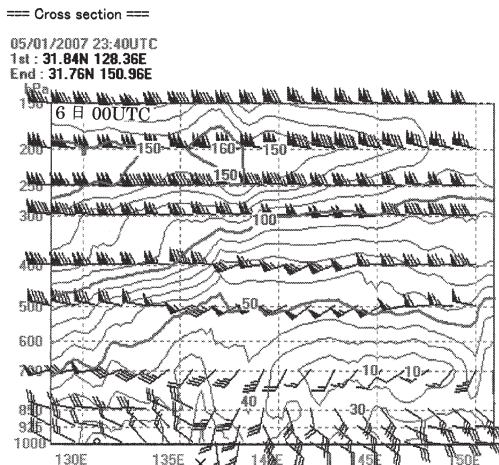 === Cross section ===
05/01/2007 23:40UTC
1st : 31.84N 128.36E
End : 31.76N 150.96E
hPa
6 日 00UTC
150
150
160
150
200
150
250
300
100
400
50
500
600
700
10
10
40
30
850
925
1000
130E
135E
145E
150E